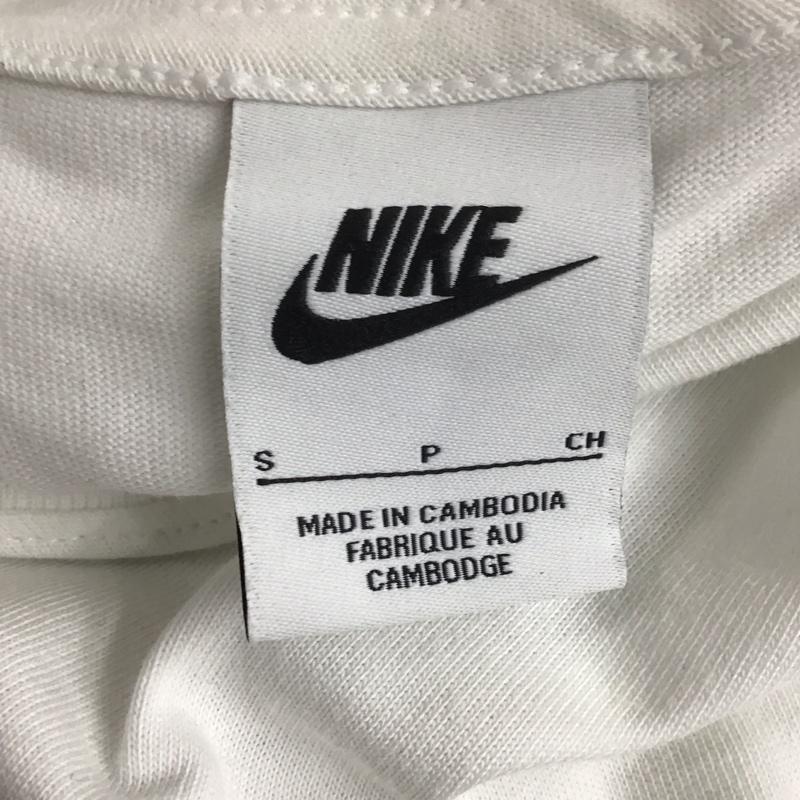 NIKE
S P CH
MADE IN CAMBODIA
FABRIQUE AU
CAMBODGE